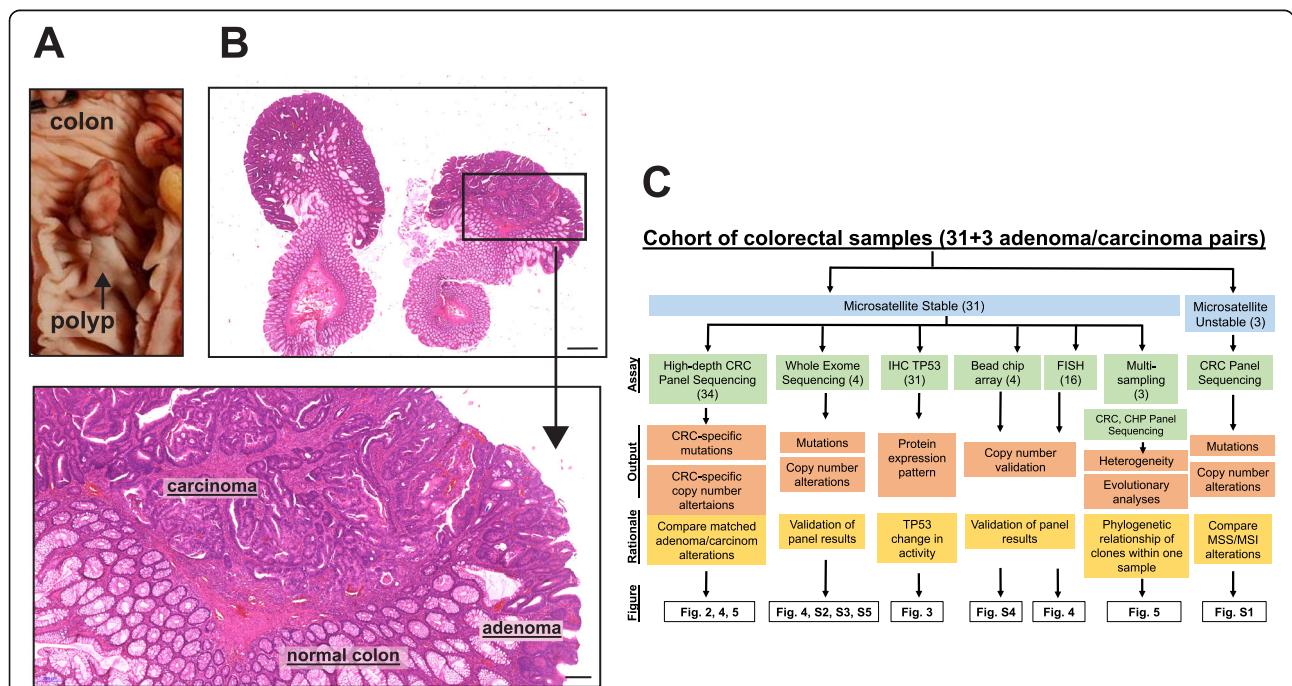 A
B
colon
polyp
carcinoma
adenoma
normal colon
C
Cohort of colorectal samples (31+3 adenoma/carcinoma pairs)
Microsatellite Stable (31)
Microsatellite
Unstable (3)
Assay
High-depth CRC
Panel Sequencing
(34)
Whole Exome
Sequencing (4)
IHC TP53
(31)
Bead chip
array (4)
FISH
(16)
Multi-
sampling
(3)
CRC Panel
Sequencing
CRC, CHP Panel
Sequencing
Output
CRC-specific
mutations
CRC-specific
copy number
altertaions
Mutations
Copy number
alterations
Protein
expression
pattern
Copy number
validation
Heterogeneity
Evolutionary
analyses
Mutations
Copy number
alterations
Rationale
Compare matched
adenoma/carcinom
alterations
Validation of
panel results
TP53
change in
activity
Validation of panel
results
Phylogenetic
relationship of
clones within one
sample
Compare
MSS/MSI
alterations
Figure
Fig. 2, 4, 5
Fig. 4, S2, S3, S5
Fig. 3
Fig. S4
Fig. 4
Fig. 5
Fig. S1